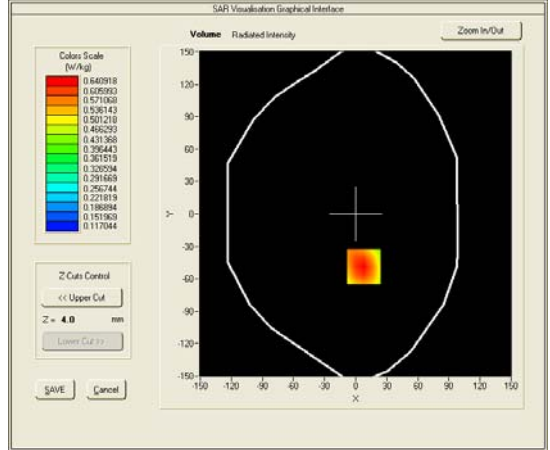 SAR Visualisation Graphical Interface
Volume Radiated Intensity
Zoom In/Out
Colors Scale
(W/kg)
0.640918
0.605993
0.571068
0.536143
0.501218
0.466293
0.431368
0.396443
0.361519
0.326594
0.291669
0.256744
0.221819
0.186894
0.151969
0.117044
Z-Cuts Control
<< Upper Cut
Z = 4.0 mm
Lower Cut >>
SAVE Cancel
150
120
90
60
30
0
-30
-60
-90
-120
-150
Y
-150 -120 -90 -60 -30 0 30 60 90 120 150
X